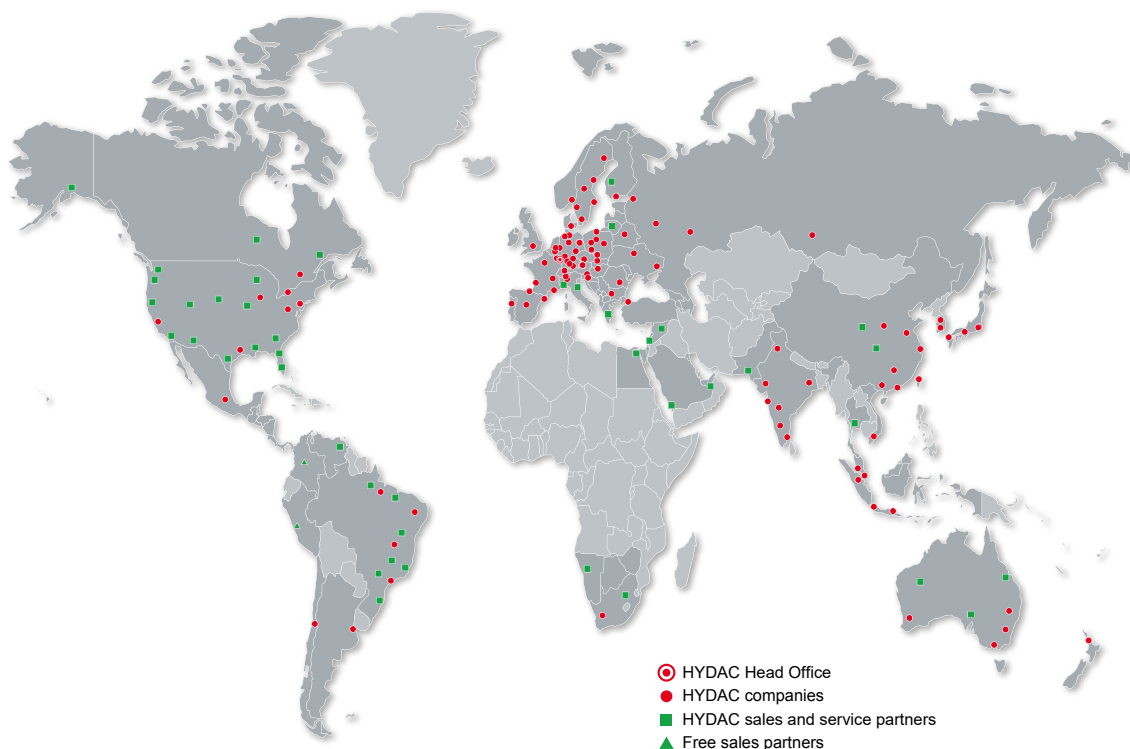 HYDAC Head Office
HYDAC companies
HYDAC sales and service partners
Free sales partners